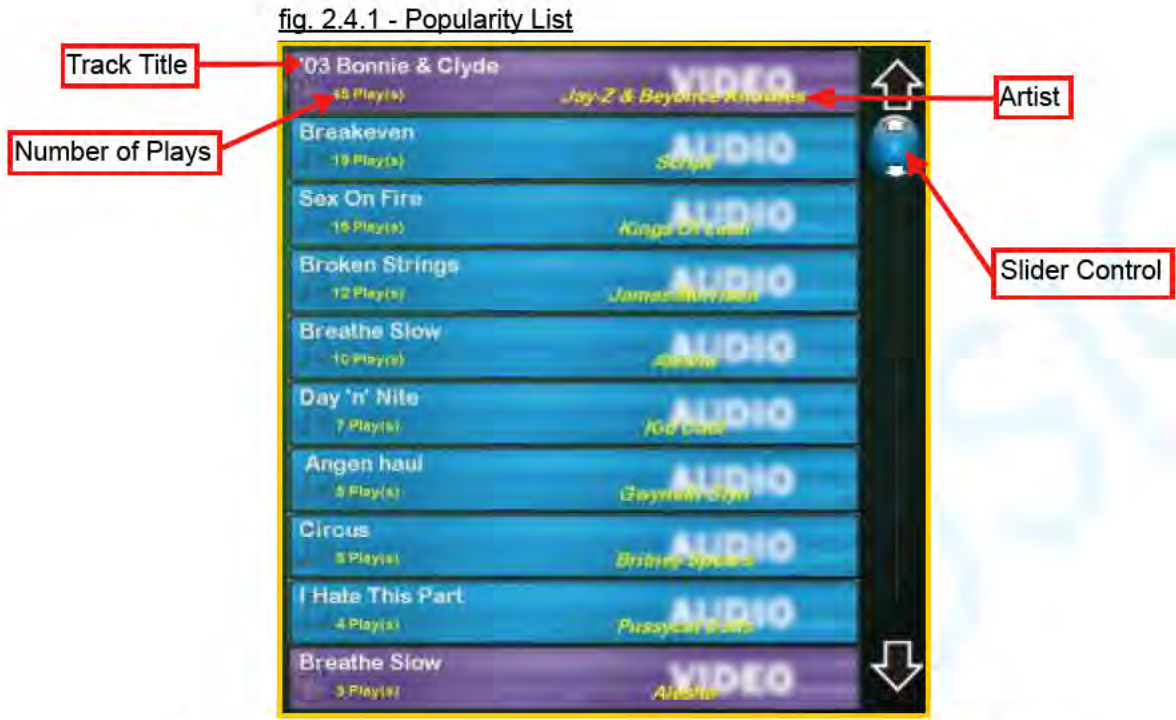 fig. 2.4.1 - Popularity List
Track Title
Number of Plays
Artist
Slider Control
'03 Bonnie & Clyde
VIDEO
Play(s)
Jay-Z & Beyonce Knowles
Breakeven
AUDIO
19 Play(s)
Script
Sex On Fire
AUDIO
16 Play(s)
Kings Of Leon
Broken Strings
AUDIO
12 Play(s)
James Morrison
Breathe Slow
AUDIO
10 Play(s)
Alesha
Day 'n' Nite
AUDIO
7 Play(s)
Kid Cudi
Angen haul
AUDIO
Play(s)
Glyn
Circus
AUDIO
5 Play(s)
Britney Spears
I Hate This Part
AUDIO
4 Play(s)
Pussycat Dolls
Breathe Slow
VIDEO
3 Play(s)
Alesha